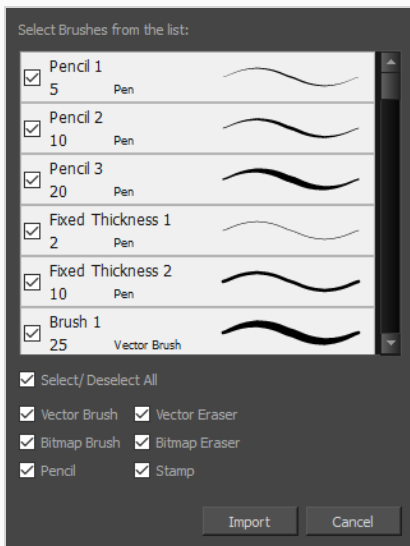 Select Brushes from the list:
Pencil 1
5 Pen
Pencil 2
10 Pen
Pencil 3
20 Pen
Fixed Thickness 1
2 Pen
Fixed Thickness 2
10 Pen
Brush 1
25 Vector Brush
Select/ Deselect All
Vector Brush Vector Eraser
Bitmap Brush Bitmap Eraser
Pencil Stamp
Import Cancel